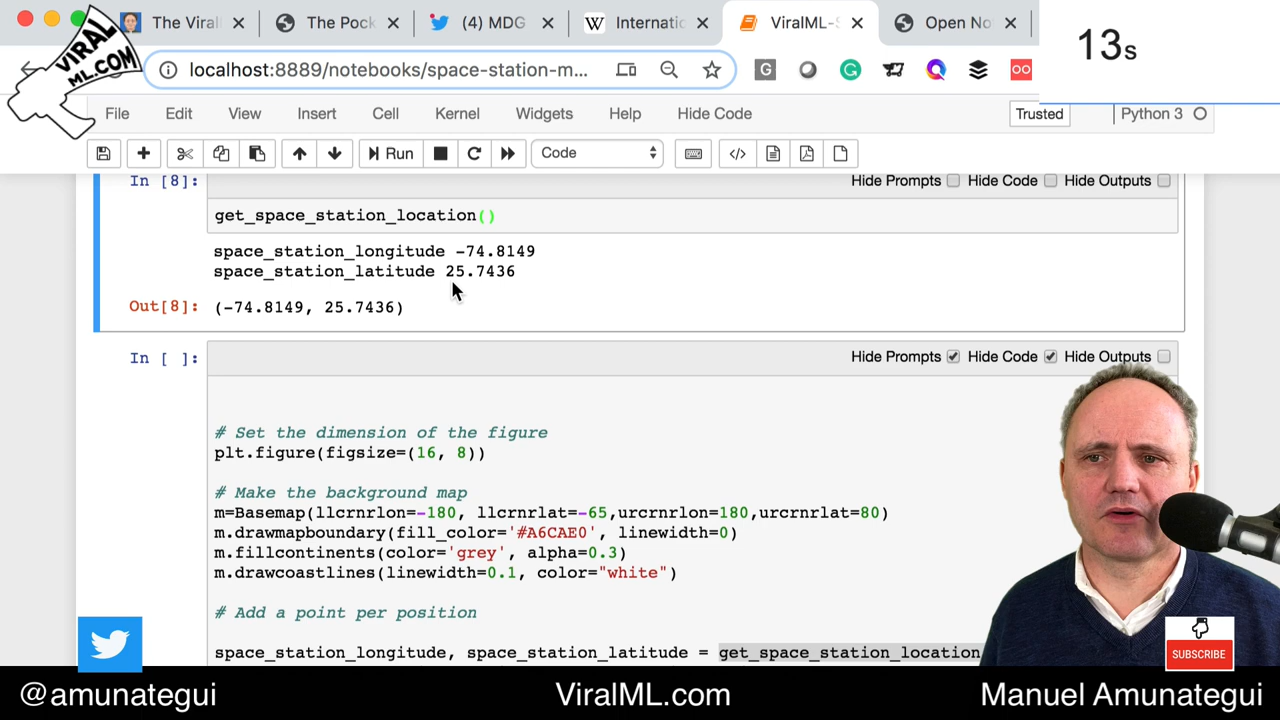 The Viral
The Pock
(4) MDG
W Internatio
ViralML-S
Open No
13s
VIRAL
ML.COM
localhost:8889/notebooks/space-station-m...
G
G
File Edit View Insert Cell Kernel Widgets Help Hide Code
Trusted
Python 3
Run
Code
In [8]:
Hide Prompts Hide Code Hide Outputs
get_space_station_location()
space_station_longitude -74.8149
space_station_latitude 25.7436
Out[8]: (-74.8149, 25.7436)
In [ ]:
Hide Prompts Hide Code Hide Outputs
# Set the dimension of the figure
plt.figure(figsize=(16, 8))
# Make the background map
m=Basemap(llcrnrlon=-180, llcrnrlat=-65,urcrnrlon=180,urcrnrlat=80)
m.drawmapboundary(fill_color='#A6CAE0', linewidth=0)
m.fillcontinents(color='grey', alpha=0.3)
m.drawcoastlines(linewidth=0.1, color="white")
# Add a point per position
space_station_longitude, space_station_latitude = get_space_station_location
SUBSCRIBE
@amunategui
ViralML.com
Manuel Amunategui